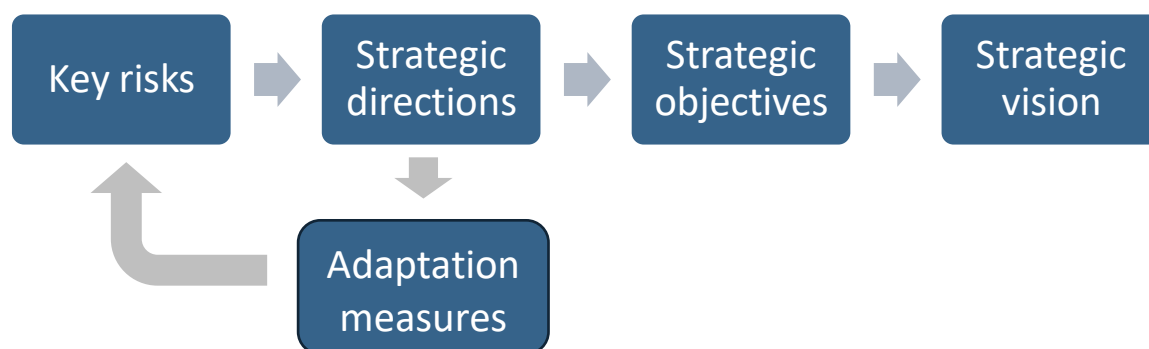 Key risks
Strategic
directions
Strategic
objectives
Strategic
vision
Adaptation
measures